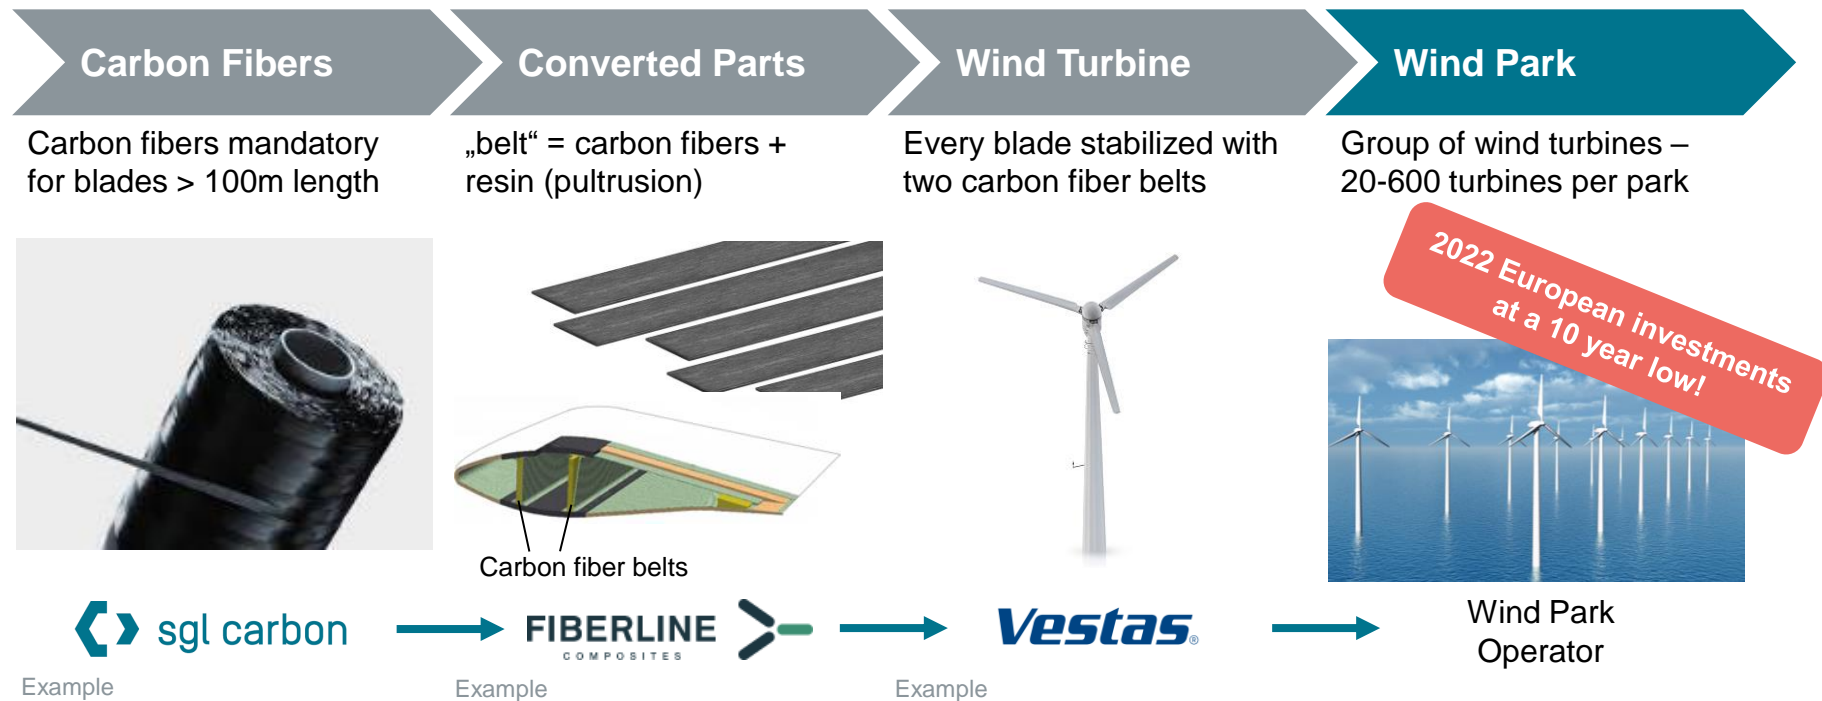 Carbon Fibers
Converted Parts
Wind Turbine
Wind Park
Carbon fibers mandatory
for blades > 100m length
„belt“ = carbon fibers +
resin (pultrusion)
Every blade stabilized with
two carbon fiber belts
Group of wind turbines –
20-600 turbines per park
2022 European investments
at a 10 year low!
Carbon fiber belts
sgl carbon
FIBERLINE
COMPOSITES
Vestas®
Wind Park
Operator
Example
Example
Example